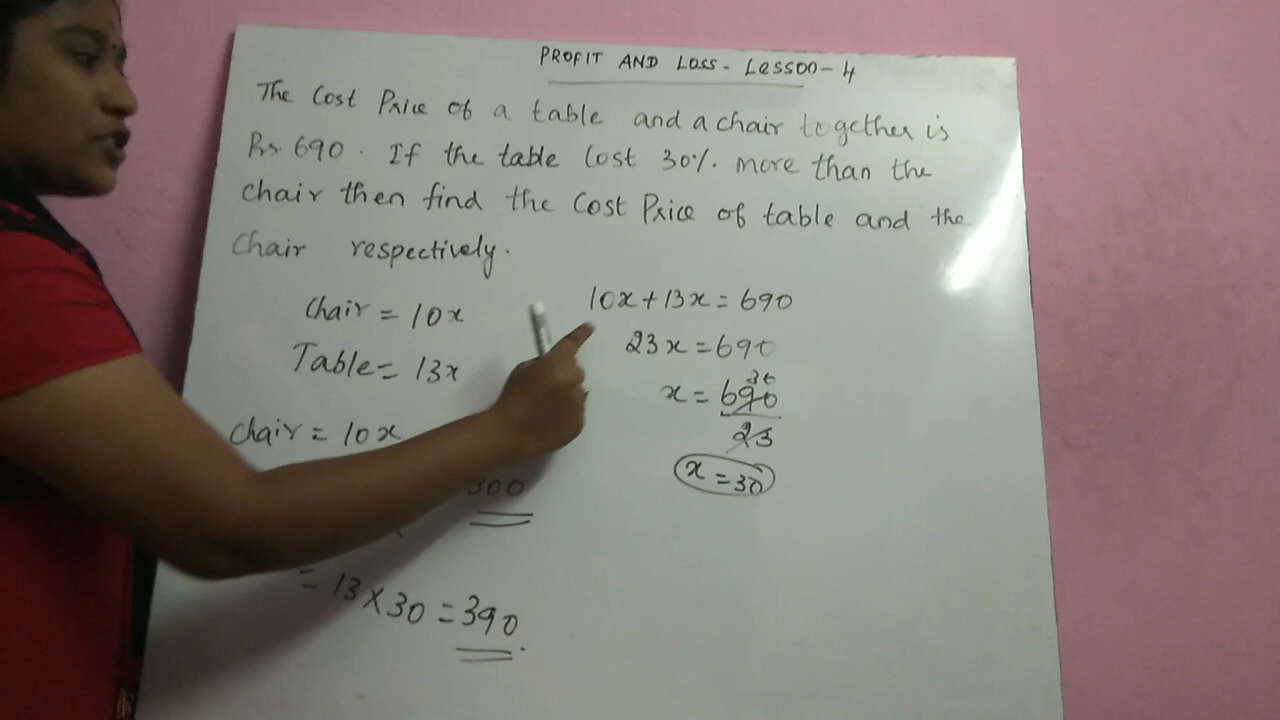 PROFIT AND LOSS - LESSON - 4
The Cost Price of a table and a chair together is
Rs. 690. If the table Cost 30% more than the
chair then find the Cost Price of table and the
Chair respectively.
Chair = 10x
Table = 13x
Chair = 10x
300
= 13 X 30 = 390.
10x + 13x = 690
23x = 690
x = 690 30
23
x = 30